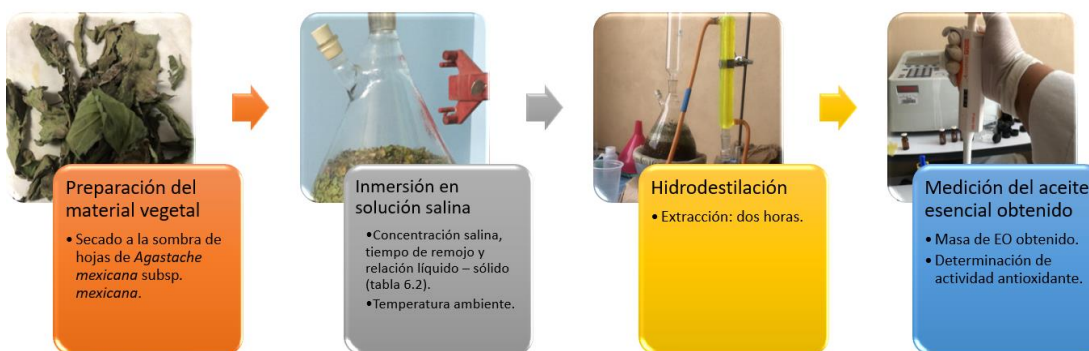 Preparación del
material vegetal
• Secado a la sombra de
hojas de Agastache
mexicana subsp.
mexicana.
Inmersión en
solución salina
•Concentración salina,
tiempo de remojo y
relación líquido – sólido
(tabla 6.2).
•Temperatura ambiente.
Hidrodestilación
• Extracción: dos horas.
Medición del aceite
esencial obtenido
• Masa de EO obtenido.
• Determinación de
actividad antioxidante.